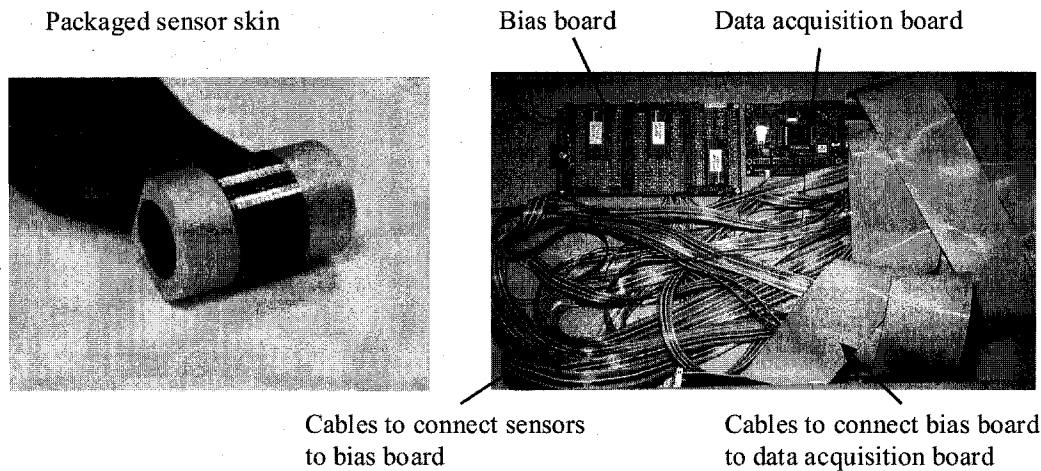 Packaged sensor skin
Bias board
Data acquisition board
Cables to connect sensors
to bias board
Cables to connect bias board
to data acquisition board